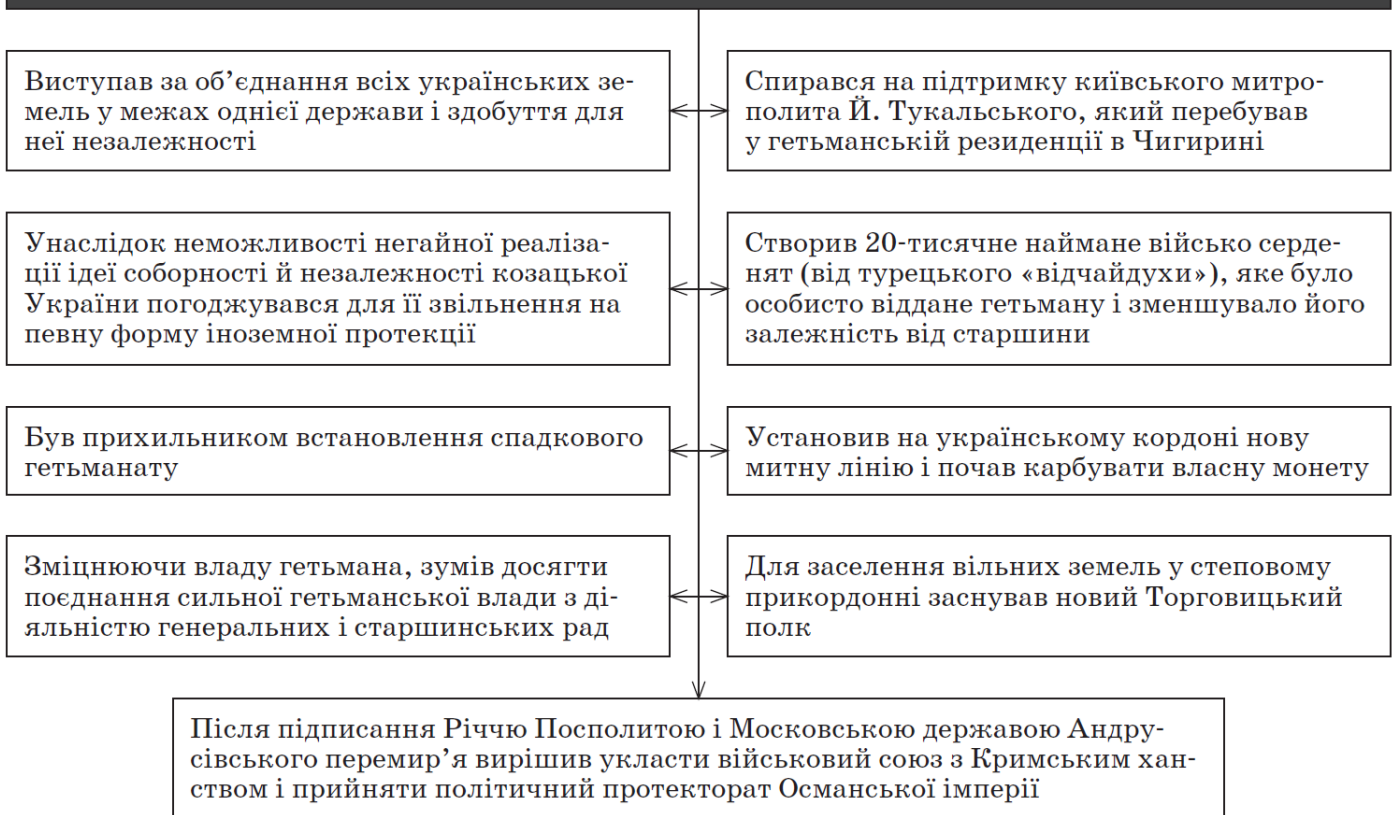 Виступав за об’єднання всіх українських зе-
мель у межах однієї держави і здобуття для
неї незалежності
Спирався на підтримку київського митро-
полита Й. Тукальського, який перебував
у гетьманській резиденції в Чигирині
Унаслідок неможливості негайної реаліза-
ції ідеї соборності й незалежності козацької
України погоджувався для її звільнення на
певну форму іноземної протекції
Створив 20-тисячне наймане військо серде-
нят (від турецького «відчайдухи»), яке було
особисто віддане гетьману і зменшувало його
залежність від старшини
Був прихильником встановлення спадкового
гетьманату
Установив на українському кордоні нову
митну лінію і почав карбувати власну монету
Зміцнюючи владу гетьмана, зумів досягти
поєднання сильної гетьманської влади з ді-
яльністю генеральних і старшинських рад
Для заселення вільних земель у степовому
прикордонні заснував новий Торговицький
полк
Після підписання Річчю Посполитою і Московською державою Андру-
сівського перемир’я вирішив укласти військовий союз з Кримським хан-
ством і прийняти політичний протекторат Османської імперії